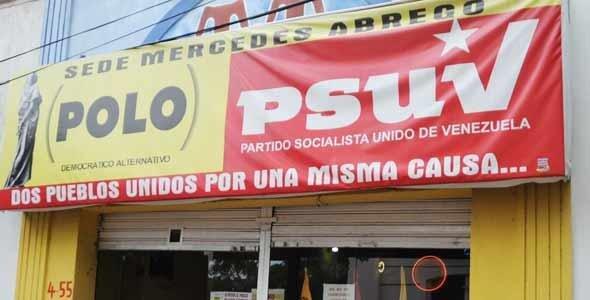 SEDE MERCEDES ABREGO
(POLO)
DEMOCRATICO ALTERNATIVO
PSUV
PARTIDO SOCIALISTA UNIDO DE VENEZUELA
DOS PUEBLOS UNIDOS POR UNA MISMA CAUSA...
4-55